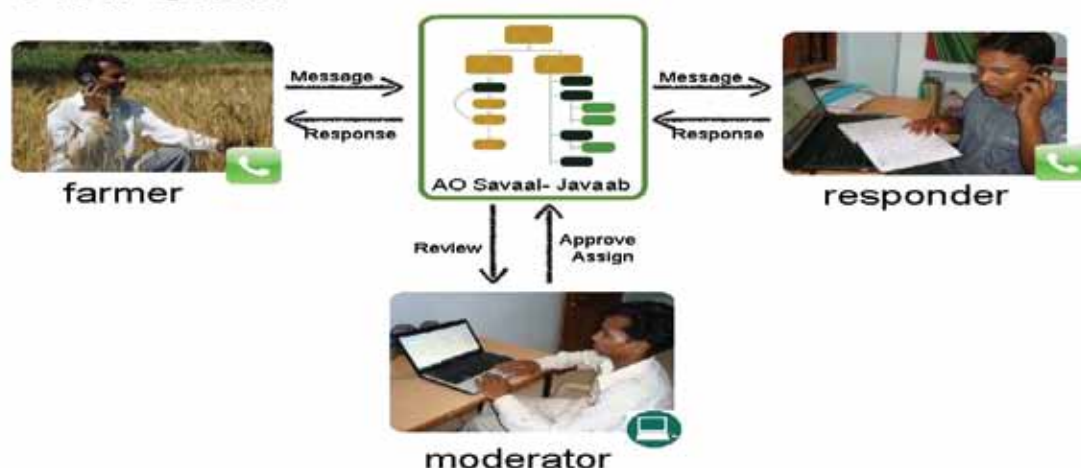 Message
Response
farmer
AO Savaal- Javaab
Message
Response
responder
Review
Approve
Assign
moderator